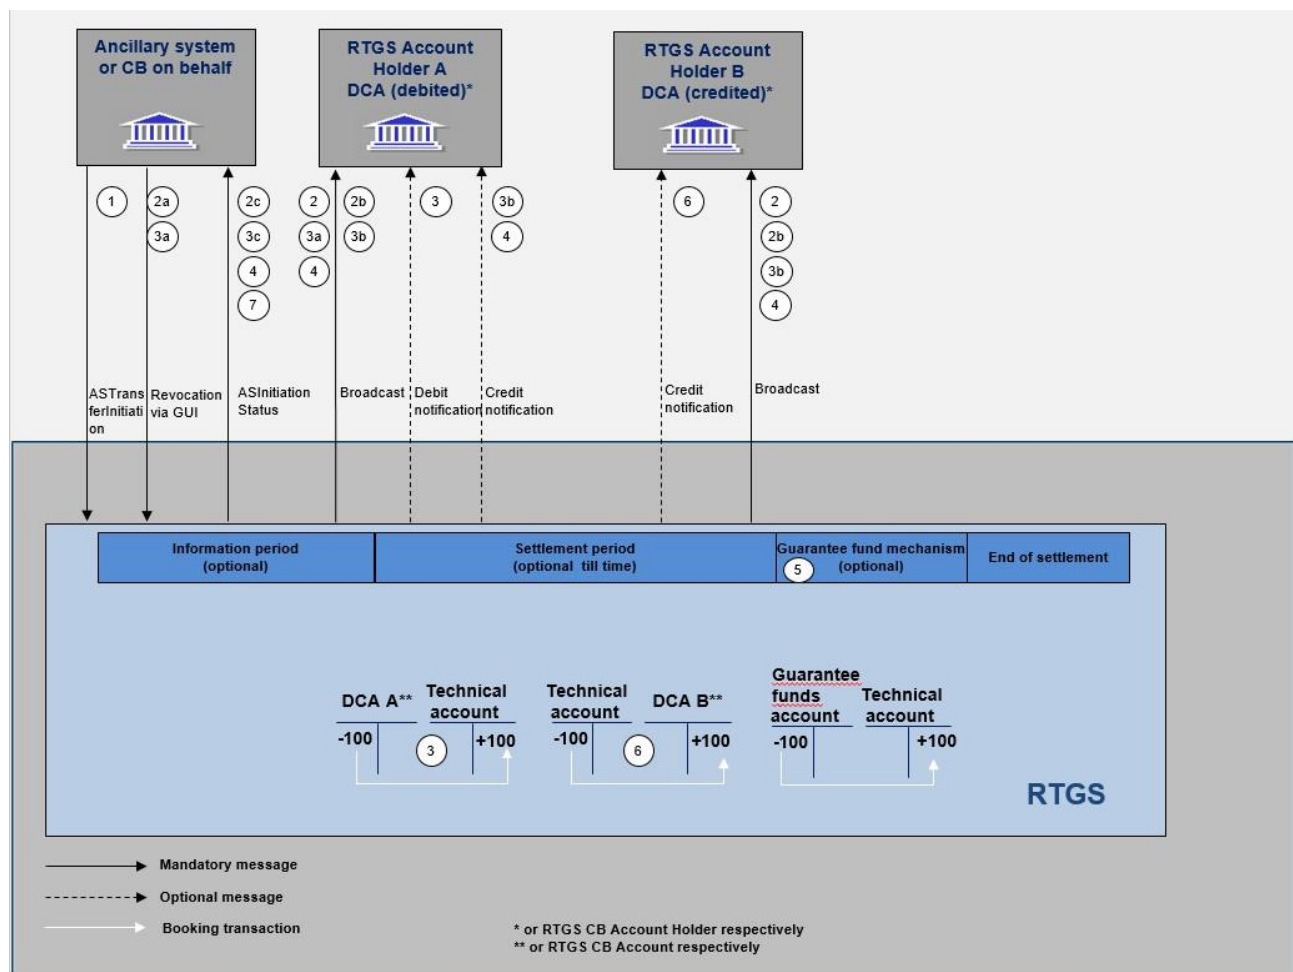 Ancillary system
or CB on behalf
RTGS Account
Holder A
DCA (debited)*
RTGS Account
Holder B
DCA (credited)*
1
2a
3a
2c
3c
4
7
2
3a
4
2b
3b
3
3b
4
6
2
2b
3b
4
ASTrans
ferInitiati
on
Revocation
via GUI
ASInitiation
Status
Broadcast
Debit
notification
Credit
notification
Credit
notification
Broadcast
Information period
(optional)
Settlement period
(optional till time)
Guarantee fund mechanism
5 (optional)
End of settlement
DCA A**
Technical
account
-100
3
+100
Technical
account
DCA B**
-100
6
+100
Guarantee
funds
account
Technical
account
-100
+100
RTGS
Mandatory message
Optional message
Booking transaction
* or RTGS CB Account Holder respectively
** or RTGS CB Account respectively